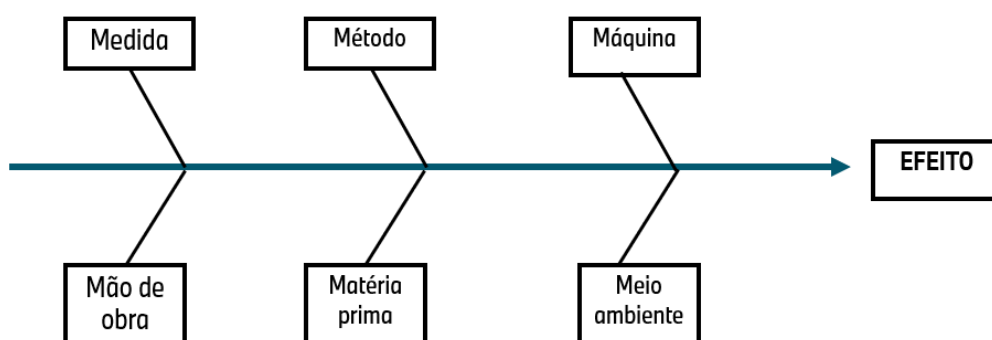 Medida
Método
Máquina
EFEITO
Mão de
obra
Matéria
prima
Meio
ambiente